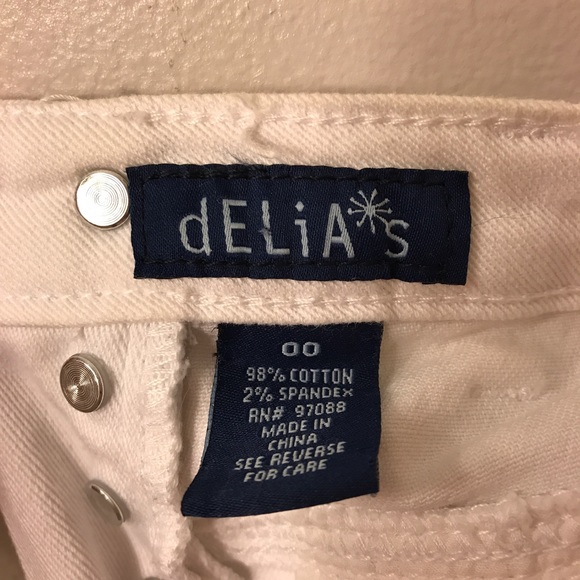 dELiA*s
00
98% COTTON
2% SPANDEX
RN# 97088
MADE IN
CHINA
SEE REVERSE
FOR CARE